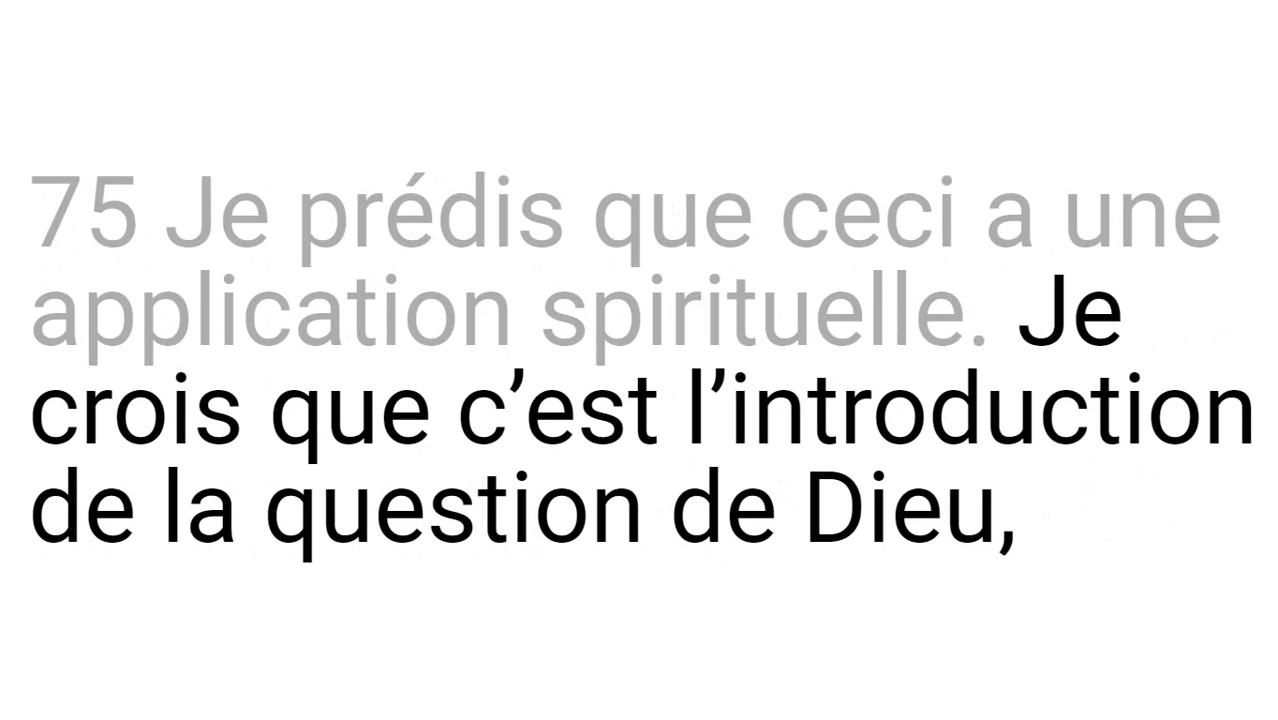 75 Je prédis que ceci a une
application spirituelle. Je
crois que c’est l’introduction
de la question de Dieu,